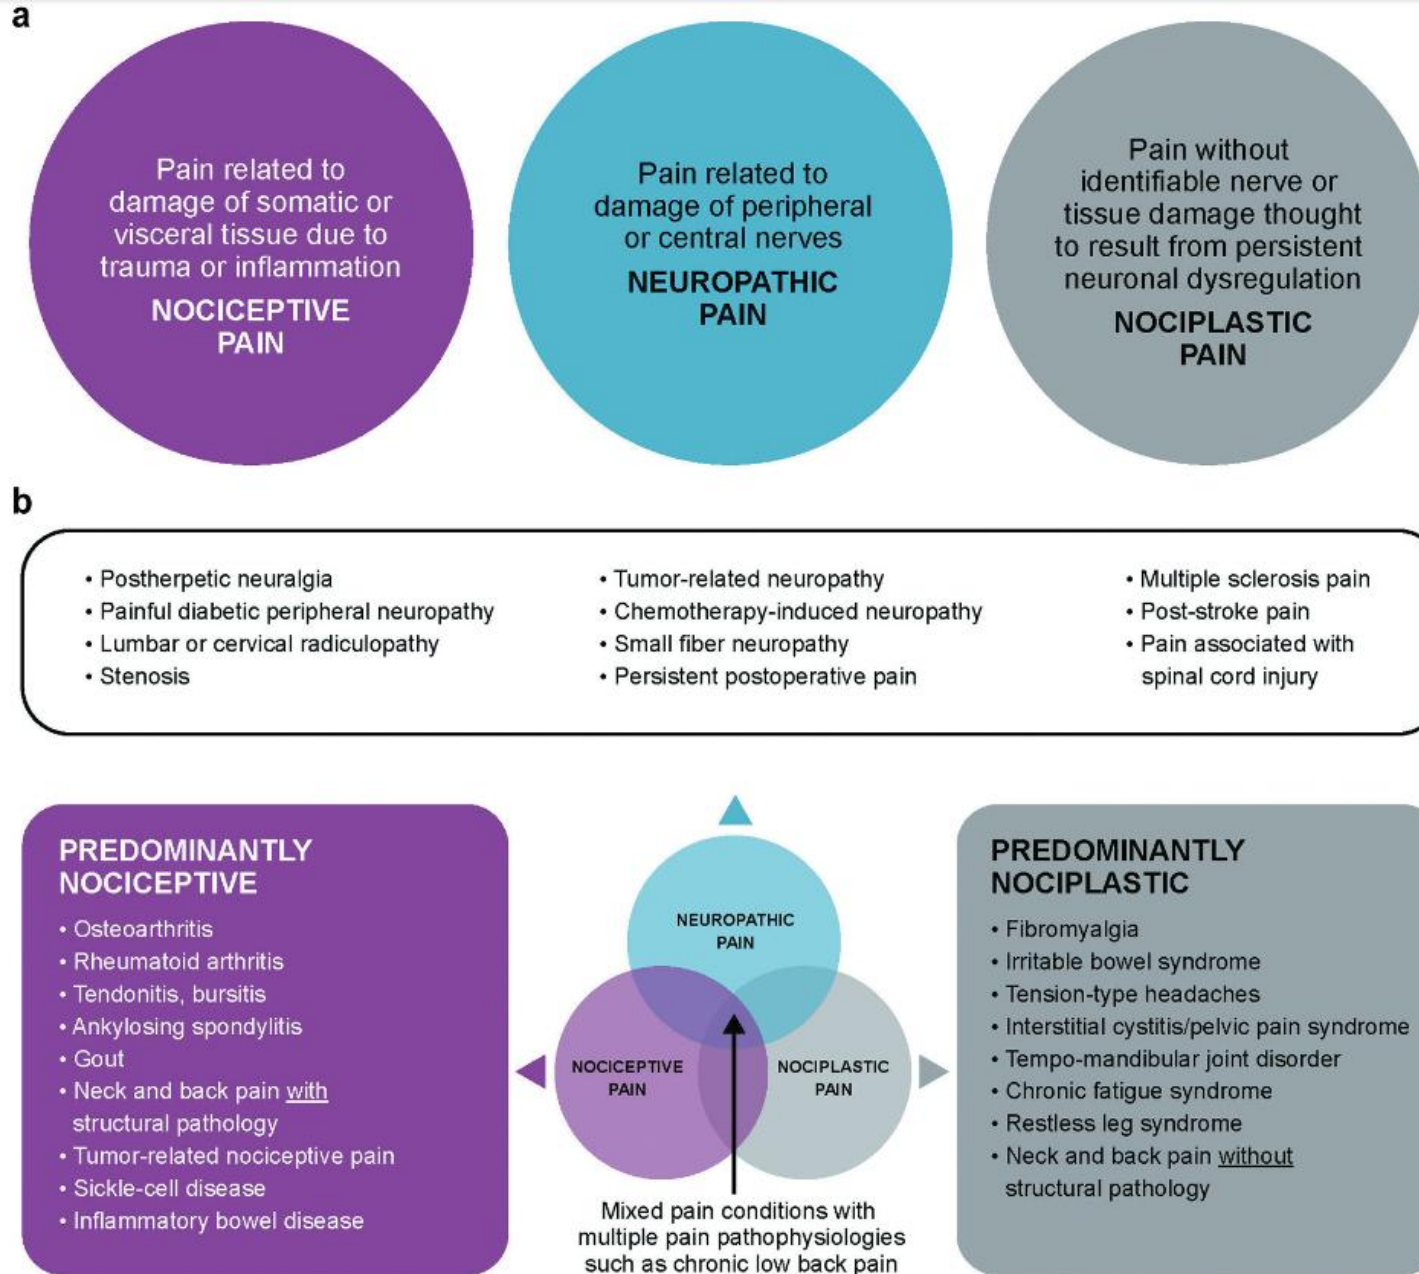 a
Pain related to
damage of somatic or
visceral tissue due to
trauma or inflammation
NOCICEPTIVE
PAIN
Pain related to
damage of peripheral
or central nerves
NEUROPATHIC
PAIN
Pain without
identifiable nerve or
tissue damage thought
to result from persistent
neuronal dysregulation
NOCIPLASTIC
PAIN
b
• Postherpetic neuralgia
• Painful diabetic peripheral neuropathy
• Lumbar or cervical radiculopathy
• Stenosis
• Tumor-related neuropathy
• Chemotherapy-induced neuropathy
• Small fiber neuropathy
• Persistent postoperative pain
• Multiple sclerosis pain
• Post-stroke pain
• Pain associated with
spinal cord injury
PREDOMINANTLY
NOCICEPTIVE
• Osteoarthritis
• Rheumatoid arthritis
• Tendonitis, bursitis
• Ankylosing spondylitis
• Gout
• Neck and back pain with
structural pathology
• Tumor-related nociceptive pain
• Sickle-cell disease
• Inflammatory bowel disease
NEUROPATHIC
PAIN
NOCICEPTIVE
PAIN
NOCIPLASTIC
PAIN
Mixed pain conditions with
multiple pain pathophysiologies
such as chronic low back pain
PREDOMINANTLY
NOCIPLASTIC
• Fibromyalgia
• Irritable bowel syndrome
• Tension-type headaches
• Interstitial cystitis/pelvic pain syndrome
• Tempo-mandibular joint disorder
• Chronic fatigue syndrome
• Restless leg syndrome
• Neck and back pain without
structural pathology